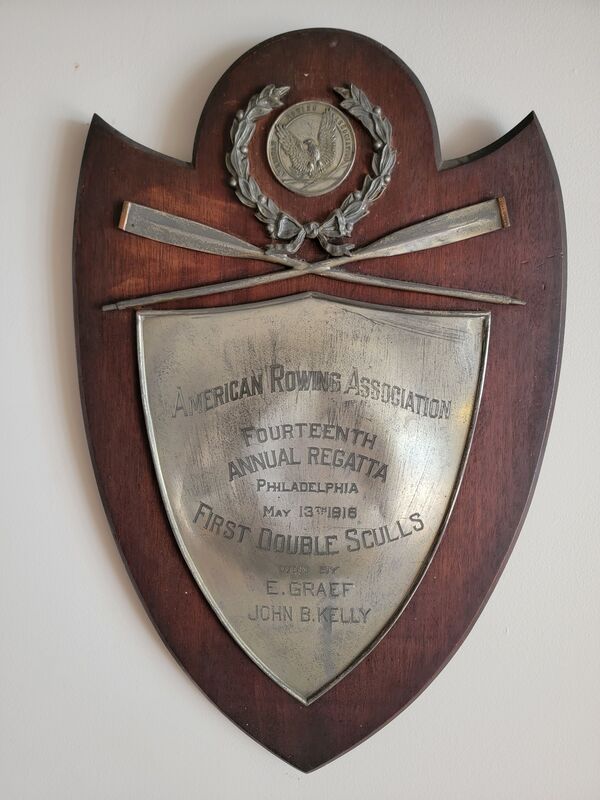 AMERICAN ROWING ASSOCIATION
FOURTEENTH
ANNUAL REGATTA
PHILADELPHIA
MAY 13TH 1916
FIRST DOUBLE SCULLS
WON BY
E. GRAEF
JOHN B. KELLY